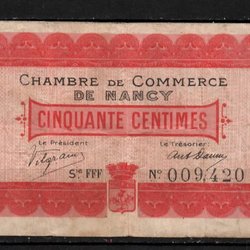 CHAMBRE DE COMMERCE
DE NANCY
CINQUANTE CENTIMES
Le Président
Le Trésorier:
Sie FFF
No 009,420